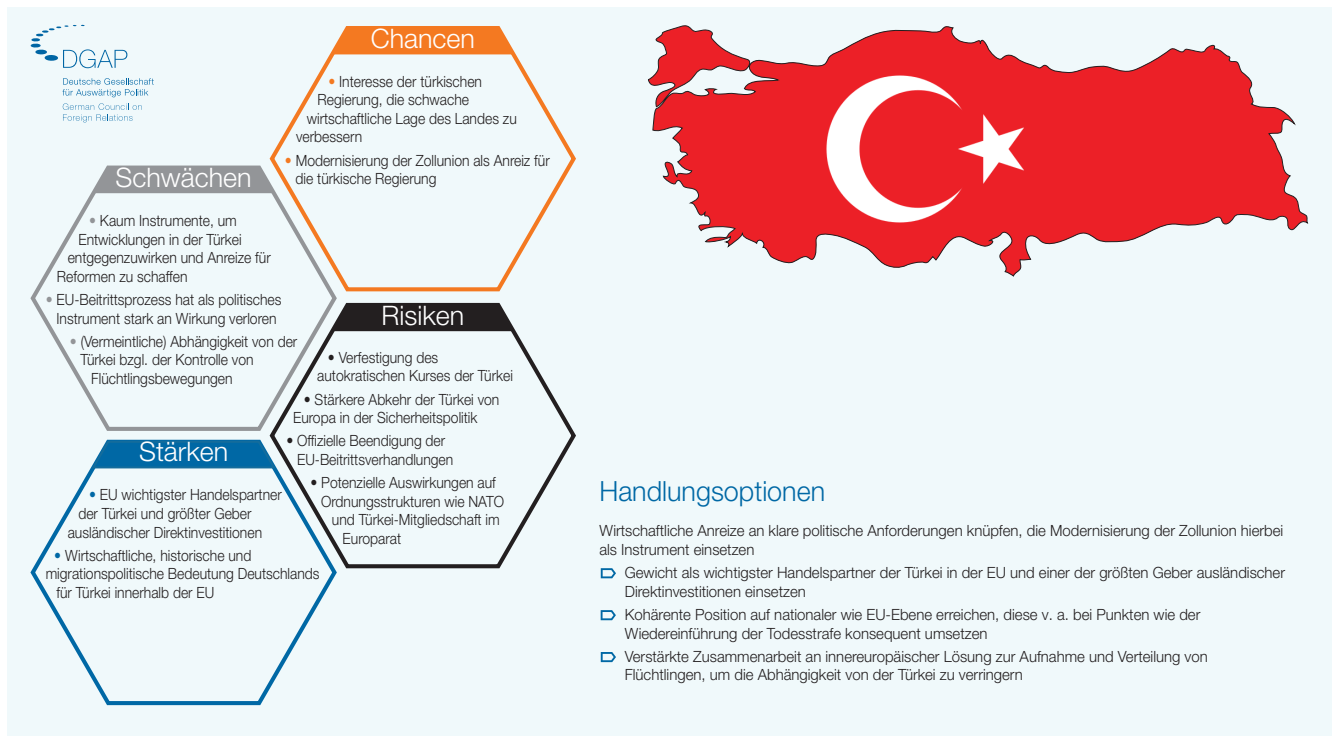 DGAP
Deutsche Gesellschaft
für Auswärtige Politik
German Council on
Foreign Relations
Chancen
• Interesse der türkischen
Regierung, die schwache
wirtschaftliche Lage des Landes zu
verbessern
• Modernisierung der Zollunion als Anreiz für
die türkische Regierung
Schwächen
• Kaum Instrumente, um
Entwicklungen in der Türkei
entgegenzuwirken und Anreize für
Reformen zu schaffen
• EU-Beitrittsprozess hat als politisches
Instrument stark an Wirkung verloren
• (Vermeintliche) Abhängigkeit von der
Türkei bzgl. der Kontrolle von
Flüchtlingsbewegungen
Risiken
• Verfestigung des
autokratischen Kurses der Türkei
• Stärkere Abkehr der Türkei von
Europa in der Sicherheitspolitik
• Offizielle Beendigung der
EU-Beitrittsverhandlungen
• Potenzielle Auswirkungen auf
Ordnungsstrukturen wie NATO
und Türkei-Mitgliedschaft im
Europarat
Stärken
• EU wichtigster Handelspartner
der Türkei und größter Geber
ausländischer Direktinvestitionen
• Wirtschaftliche, historische und
migrationspolitische Bedeutung Deutschlands
für Türkei innerhalb der EU
Handlungsoptionen
Wirtschaftliche Anreize an klare politische Anforderungen knüpfen, die Modernisierung der Zollunion hierbei
als Instrument einsetzen
Gewicht als wichtigster Handelspartner der Türkei in der EU und einer der größten Geber ausländischer
Direktinvestitionen einsetzen
Kohärente Position auf nationaler wie EU-Ebene erreichen, diese v. a. bei Punkten wie der
Wiedereinführung der Todesstrafe konsequent umsetzen
Verstärkte Zusammenarbeit an innereuropäischer Lösung zur Aufnahme und Verteilung von
Flüchtlingen, um die Abhängigkeit von der Türkei zu verringern